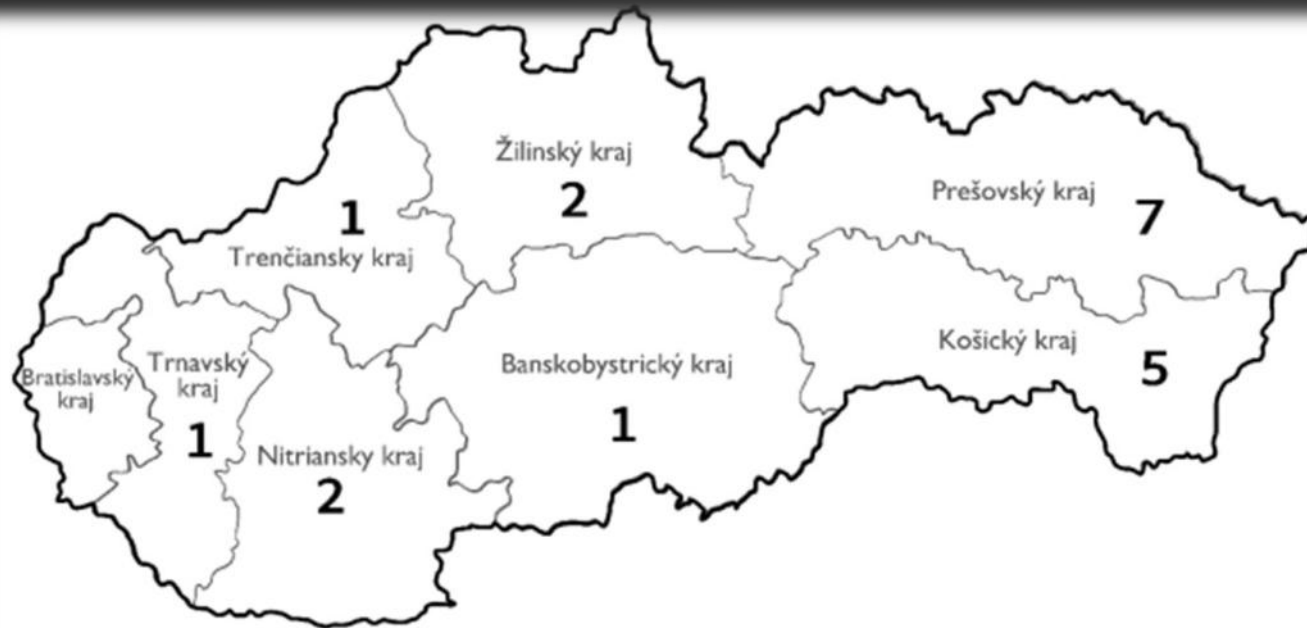 Žilinský kraj
2
Prešovský kraj
7
1
Trenčiansky kraj
Košický kraj
5
Bratislavský
kraj
Trnavský
kraj
1
Banskobystrický kraj
1
Nitriansky kraj
2